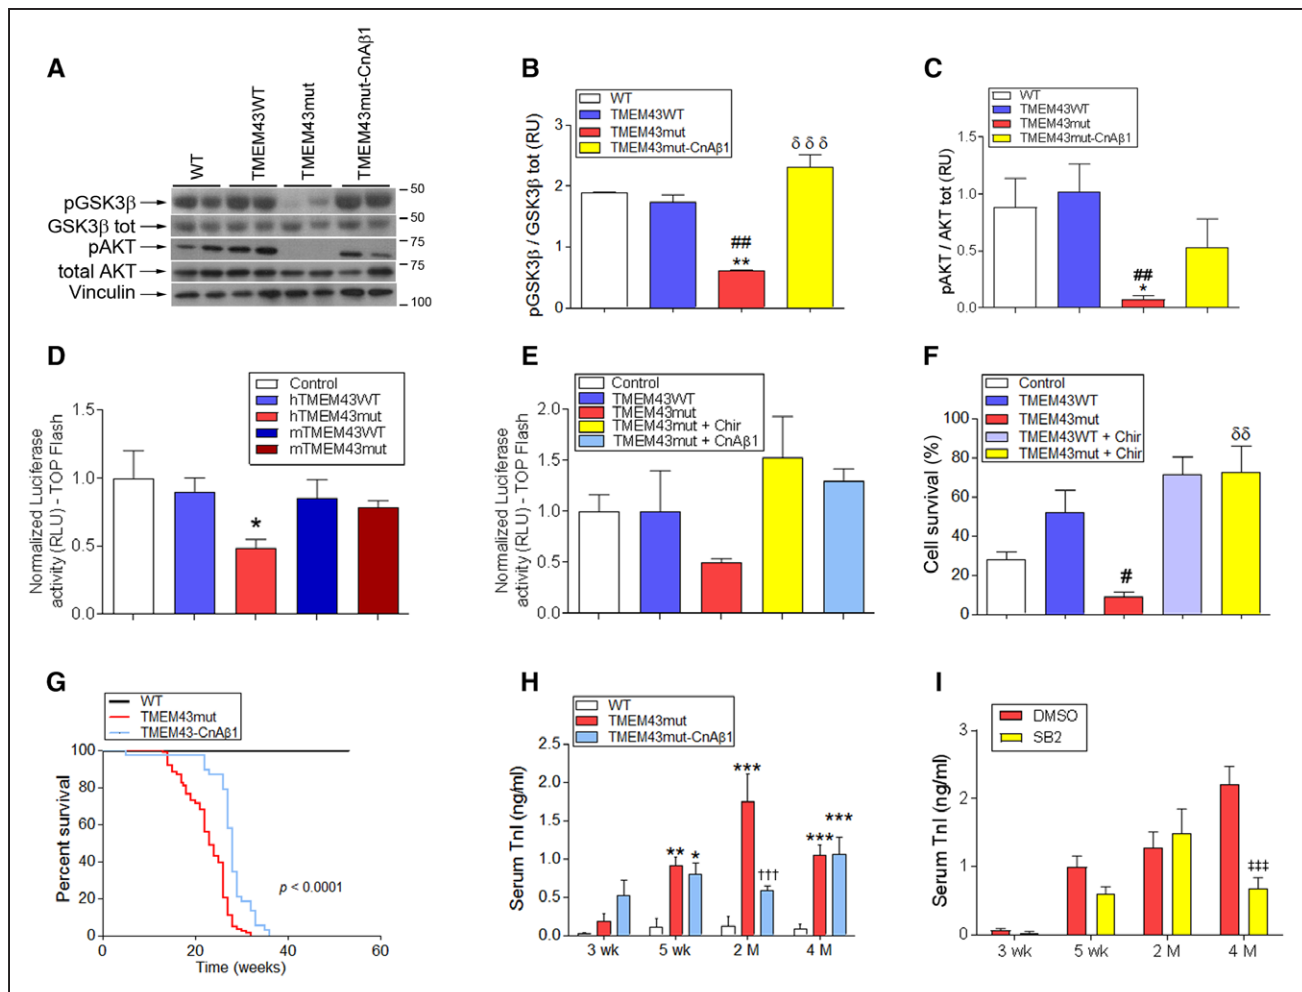 A
WT
TMEM43WT
TMEM43mut
TMEM43mut-CnAβ1
pGSK3β
GSK3β tot
pAKT
total AKT
Vinculin
50
50
75
75
100
B
WT
TMEM43WT
TMEM43mut
TMEM43mut-CnAβ1
pGSK3β / GSK3β tot (RU)
3
2
1
0
##
**
δ δ δ
C
WT
TMEM43WT
TMEM43mut
TMEM43mut-CnAβ1
pAKT / AKT tot (RU)
1.5
1.0
0.5
0.0
##
*
D
Control
hTMEM43WT
hTMEM43mut
mTMEM43WT
mTMEM43mut
Normalized Luciferase
activity (RLU) - TOP Flash
1.5
1.0
0.5
0.0
*
E
Control
TMEM43WT
TMEM43mut
TMEM43mut + Chir
TMEM43mut + CnAβ1
Normalized Luciferase
activity (RLU) - TOP Flash
2.0
1.5
1.0
0.5
0.0
F
Control
TMEM43WT
TMEM43mut
TMEM43WT + Chir
TMEM43mut + Chir
Cell survival (%)
100
80
60
40
20
0
#
δδ
G
WT
TMEM43mut
TMEM43-CnAβ1
Percent survival
100
80
60
40
20
0
p < 0.0001
0 20 40 60
Time (weeks)
H
WT
TMEM43mut
TMEM43mut-CnAβ1
Serum TnI (ng/ml)
2.5
2.0
1.5
1.0
0.5
0.0
** * *** ††† *** ***
3 wk 5 wk 2 M 4 M
I
DMSO
SB2
Serum TnI (ng/ml)
3
2
1
0
‡‡‡
3 wk 5 wk 2 M 4 M